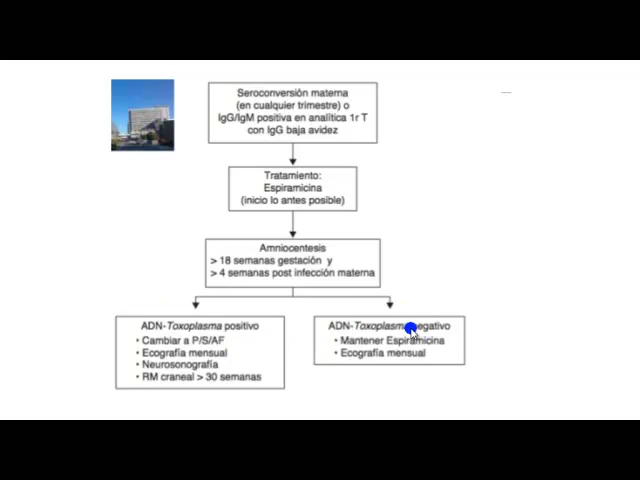 Seroconversión materna
(en cualquier trimestre) o
IgG/IgM positiva en analítica 1r T
con IgG baja avidez
Tratamiento:
Espiramicina
(inicio lo antes posible)
Amniocentesis
> 18 semanas gestación y
> 4 semanas post infección materna
ADN-Toxoplasma positivo
• Cambiar a P/S/AF
• Ecografía mensual
• Neurosonografía
• RM craneal > 30 semanas
ADN-Toxoplasma negativo
• Mantener Espiramicina
• Ecografía mensual